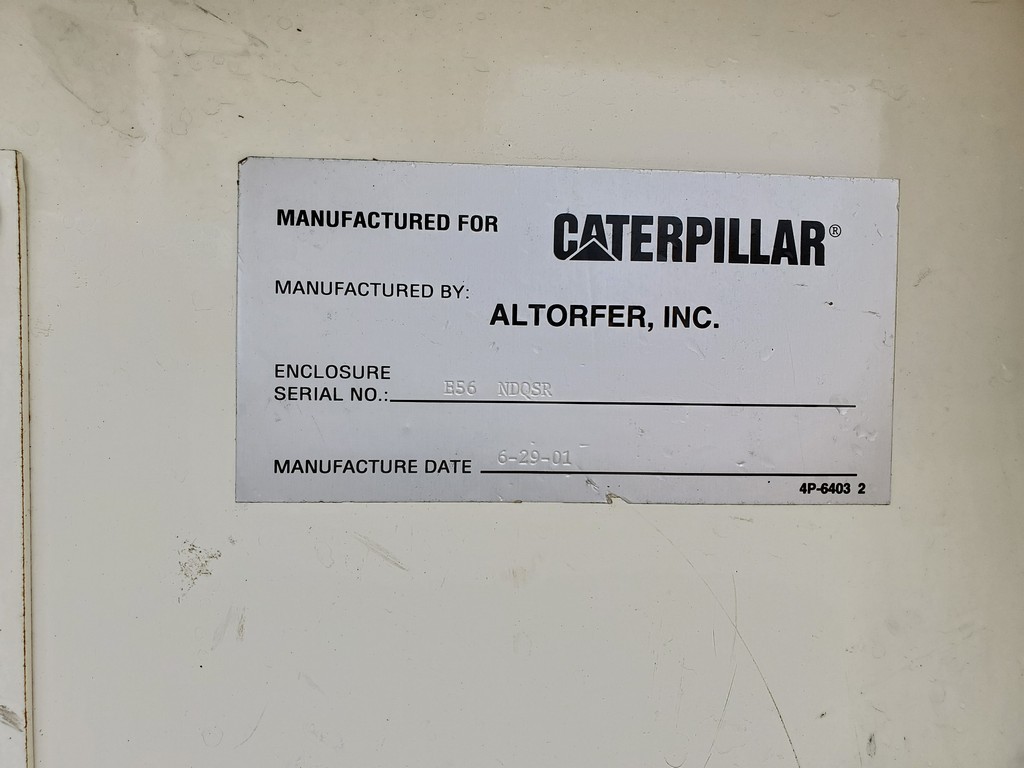 MANUFACTURED FOR CATERPILLAR®
MANUFACTURED BY:
ALTORFER, INC.
ENCLOSURE
SERIAL NO.: E56 NDQSR
MANUFACTURE DATE 6-29-01
4P-6403 2